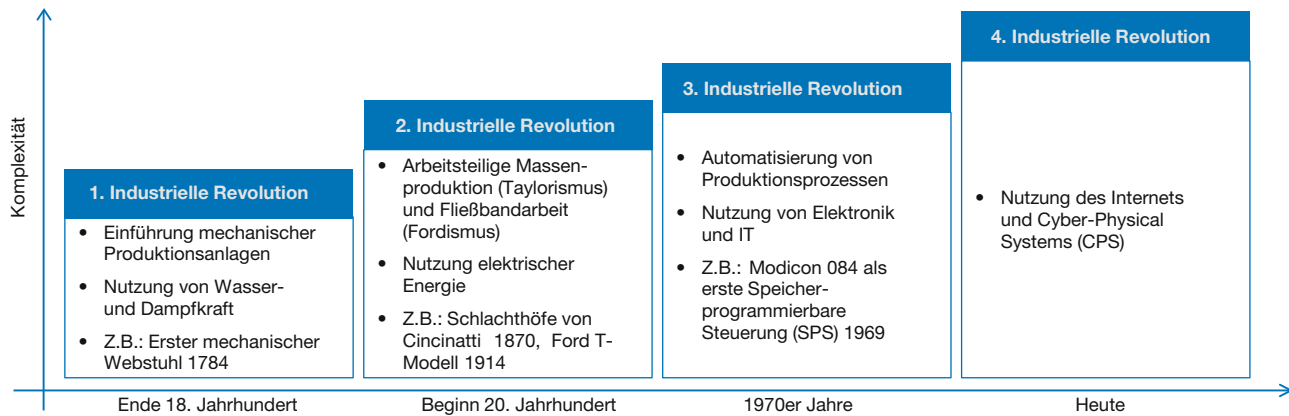 Komplexität
1. Industrielle Revolution
• Einführung mechanischer
Produktionsanlagen
• Nutzung von Wasser-
und Dampfkraft
• Z.B.: Erster mechanischer
Webstuhl 1784
Ende 18. Jahrhundert
2. Industrielle Revolution
• Arbeitsteilige Massen-
produktion (Taylorismus)
und Fließbandarbeit
(Fordismus)
• Nutzung elektrischer
Energie
• Z.B.: Schlachthöfe von
Cincinatti 1870, Ford T-
Modell 1914
Beginn 20. Jahrhundert
3. Industrielle Revolution
• Automatisierung von
Produktionsprozessen
• Nutzung von Elektronik
und IT
• Z.B.: Modicon 084 als
erste Speicher-
programmierbare
Steuerung (SPS) 1969
1970er Jahre
4. Industrielle Revolution
• Nutzung des Internets
und Cyber-Physical
Systems (CPS)
Heute